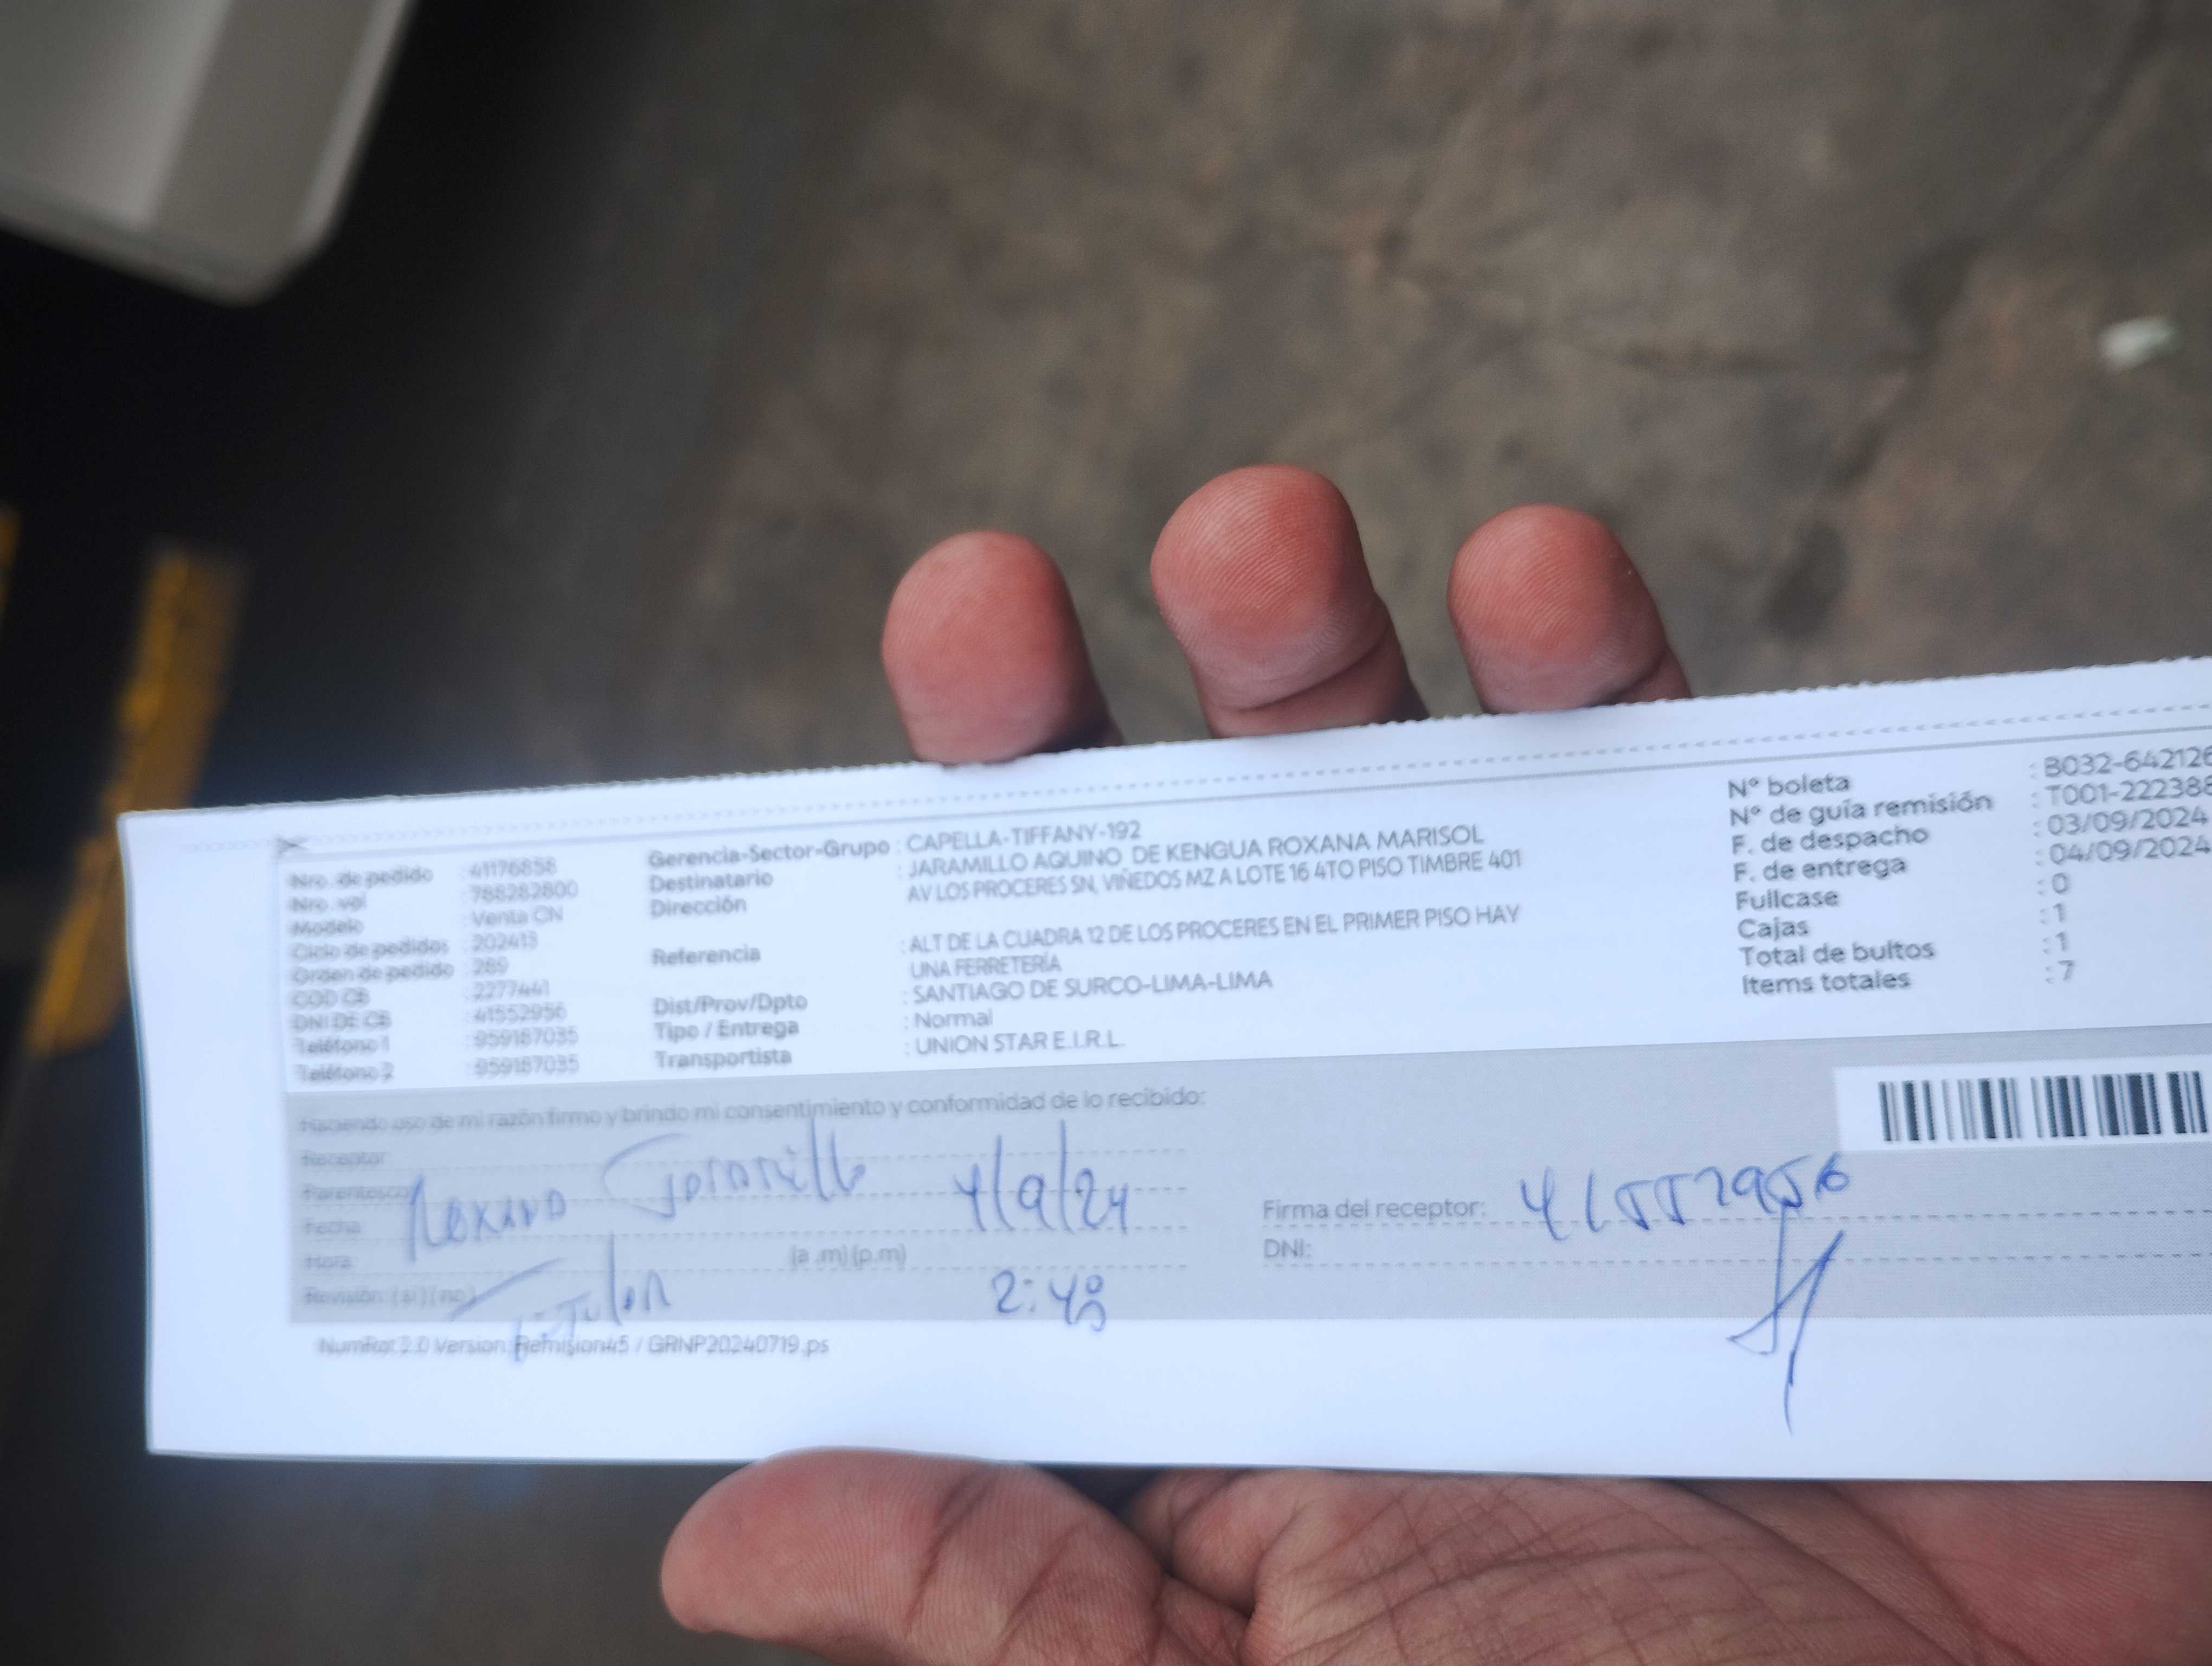 Nro. de pedido : 41176858
Nro. vol : 788282800
Modelo : Venta CN
Ciclo de pedidos : 202413
Orden de pedido : 289
COD CB : 2277441
DNI DE CB : 41552956
Teléfono 1 : 959187035
Teléfono 2 : 959187035
Gerencia-Sector-Grupo : CAPELLA-TIFFANY-192
Destinatario : JARAMILLO AQUINO DE KENGUA ROXANA MARISOL
Dirección AV LOS PROCERES SN, VIÑEDOS MZ A LOTE 16 4TO PISO TIMBRE 401
Referencia : ALT DE LA CUADRA 12 DE LOS PROCERES EN EL PRIMER PISO HAY
UNA FERRETERÍA
Dist/Prov/Dpto : SANTIAGO DE SURCO-LIMA-LIMA
Tipo / Entrega : Normal
Transportista : UNION STAR E.I.R.L.
N° boleta : B032-642126
N° de guía remisión : T001-222388
F. de despacho : 03/09/2024
F. de entrega : 04/09/2024
Fullcase : 0
Cajas : 1
Total de bultos : 1
Items totales : 7
Haciendo uso de mi razón firmo y brindo mi consentimiento y conformidad de lo recibido:
Receptor
Parentesco
Roxana Jaramillo 4/9/24
Fecha
Hora (a .m) (p.m)
Revisión: (si) (no)
Titular 2:48
Firma del receptor: 41552956
DNI:
NumRot 2.0 Version: Remision45 / GRNP20240719.ps